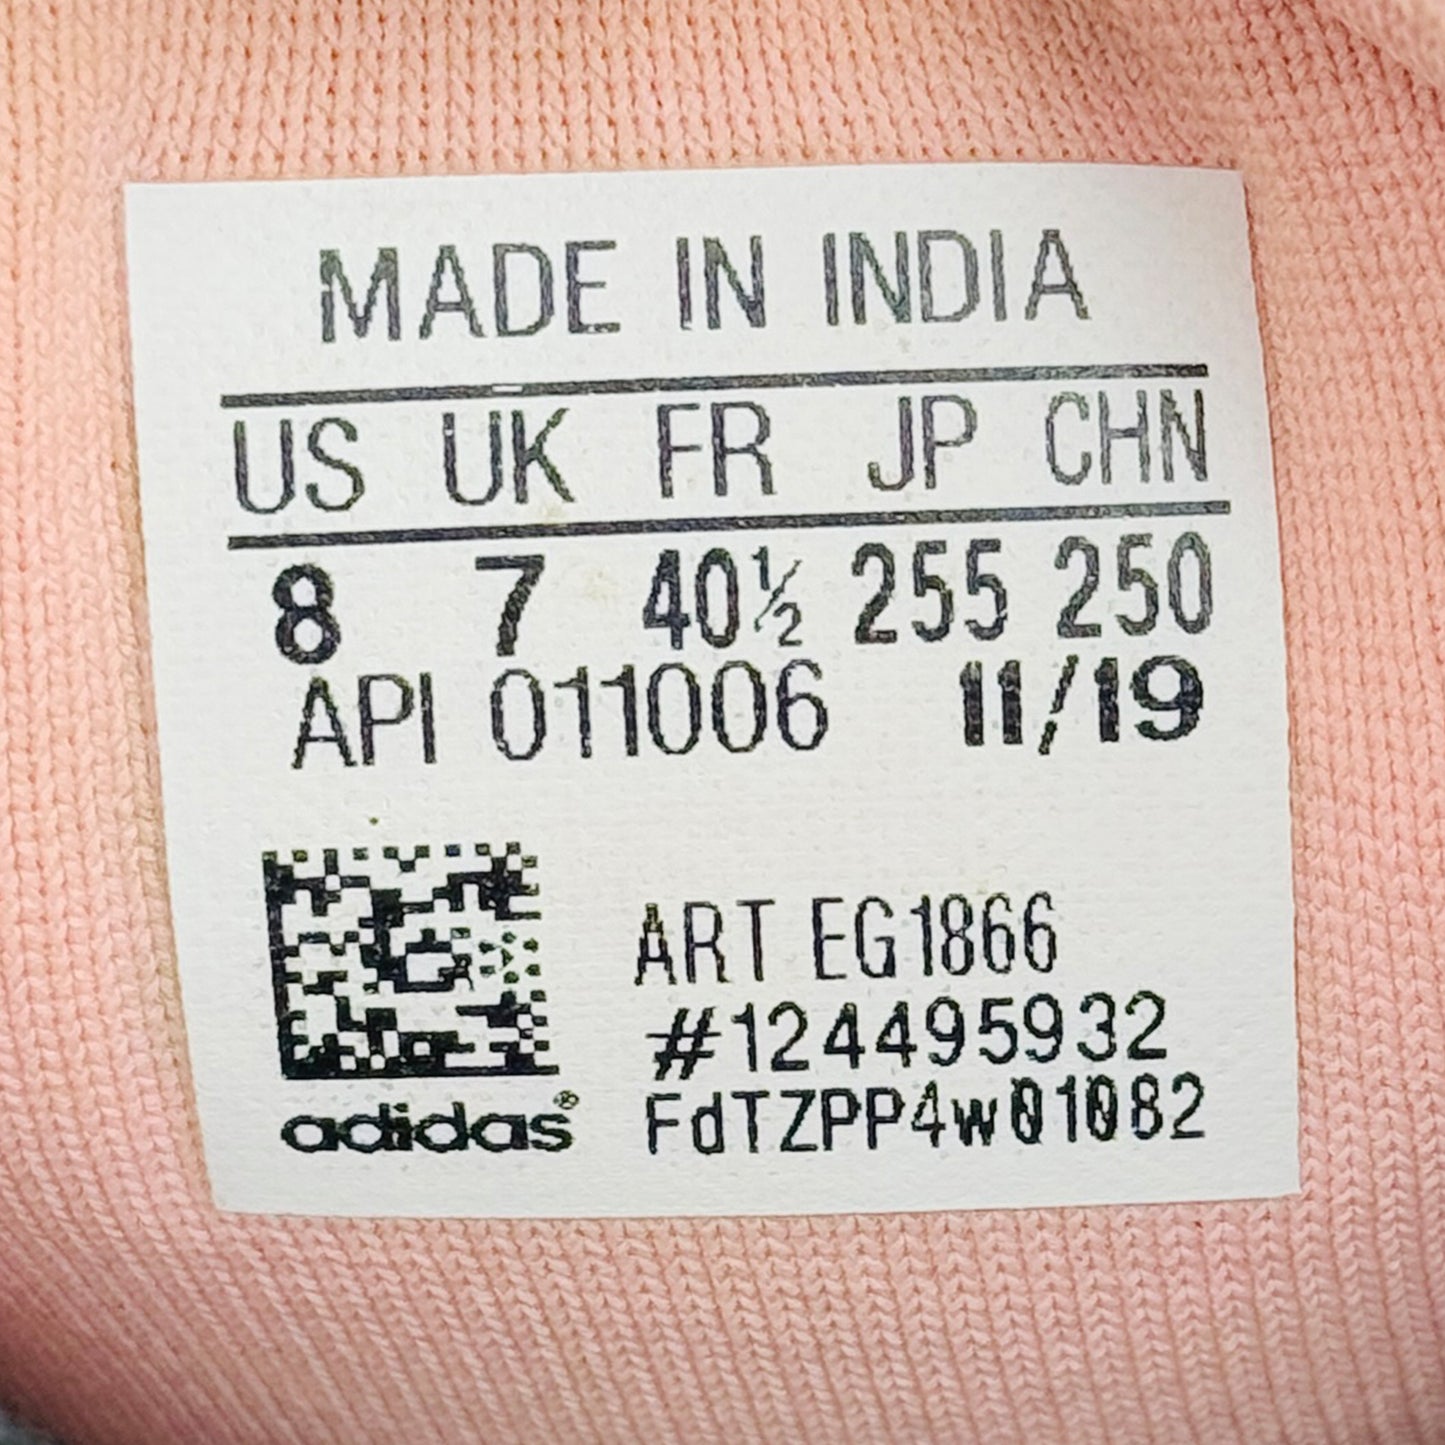 MADE IN INDIA
US UK FR JP CHN
8 7 40½ 255 250
API 011006 11/19
ART EG1866
#124495932
FdTZPP4w01082
adidas®